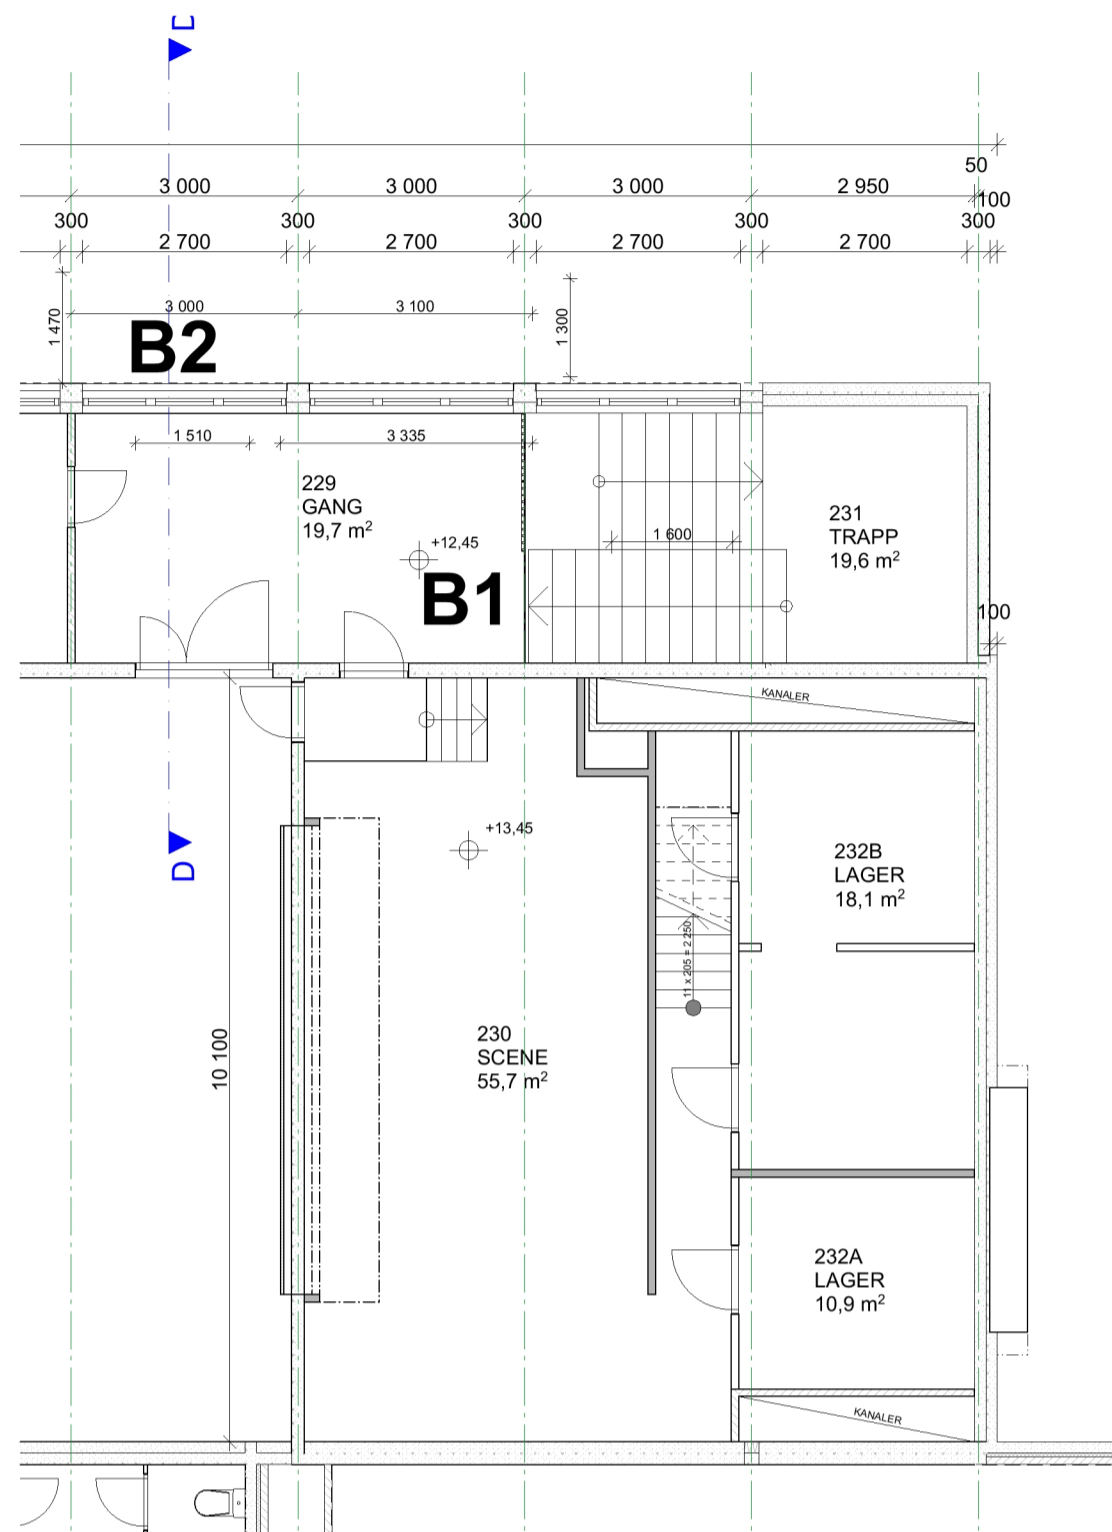 D
50
3 000 3 000 3 000 2 950
100
300 300 300 300 300
2 700 2 700 2 700 2 700
3 000 3 100
1 470
1 300
B2
1 510 3 335
229
GANG
19,7 m²
+12,45
B1
1 600
231
TRAPP
19,6 m²
100
KANALER
+13,45
D
232B
LAGER
18,1 m²
11 x 205 = 2 250
230
SCENE
55,7 m²
10 100
232A
LAGER
10,9 m²
KANALER